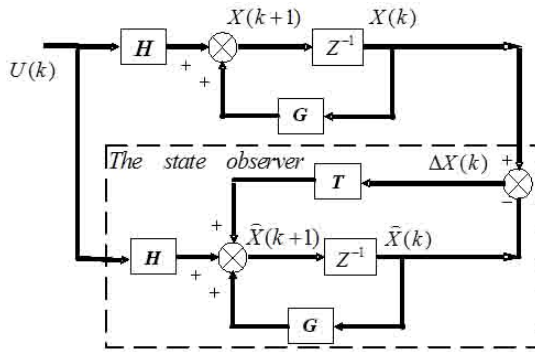 X(k+1) X(k)
H + Z⁻¹
U(k) +
G
The state observer
T ΔX(k) +
−
+ X̂(k+1) X̂(k)
H + Z⁻¹
+
G